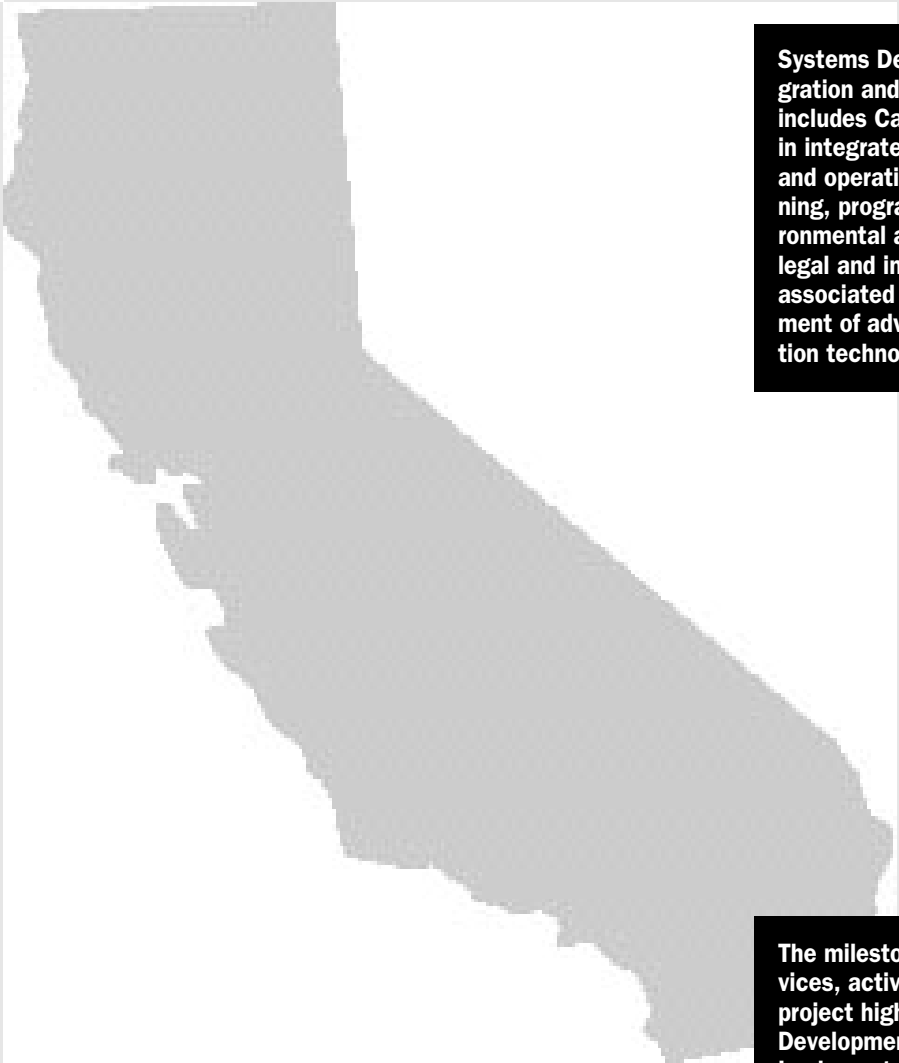 Systems De
gration and
includes Ca
in integrate
and operati
ning, progra
ronmental a
legal and in
associated
ment of adv
tion techno
The milesto
vices, activ
project high
Developmen